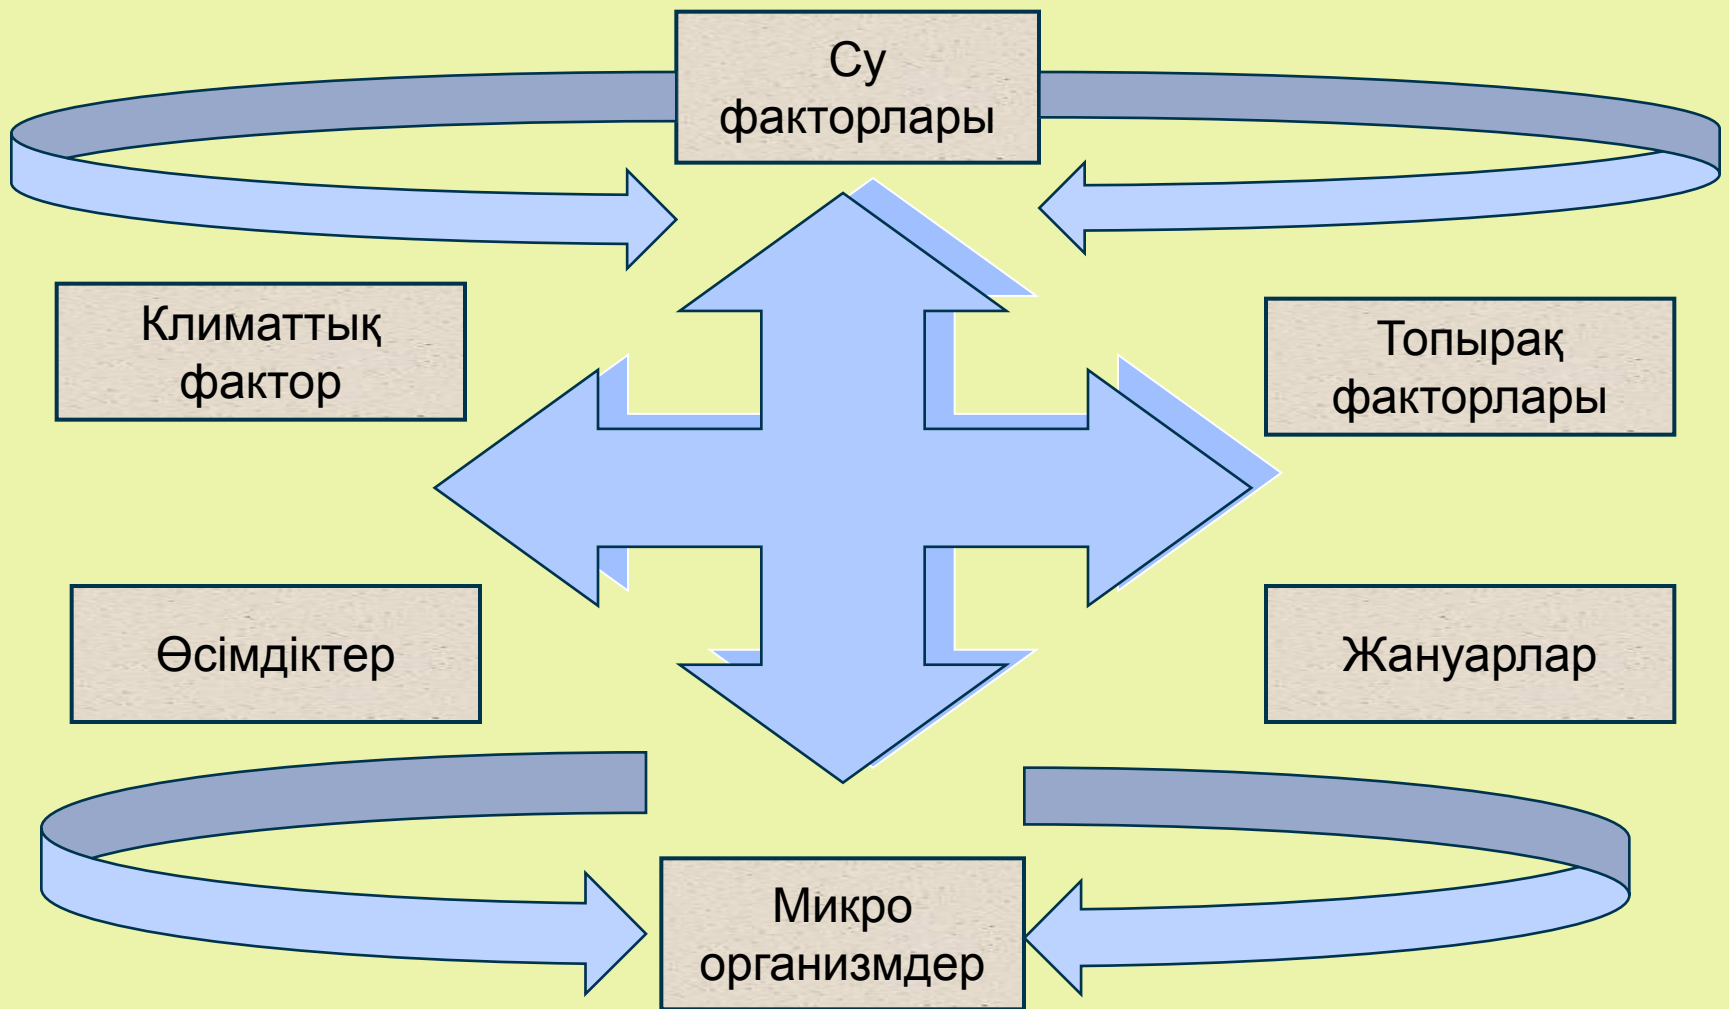 Су
факторлары
Климаттық
фактор
Топырақ
факторлары
Өсімдіктер
Жануарлар
Микро
организмдер